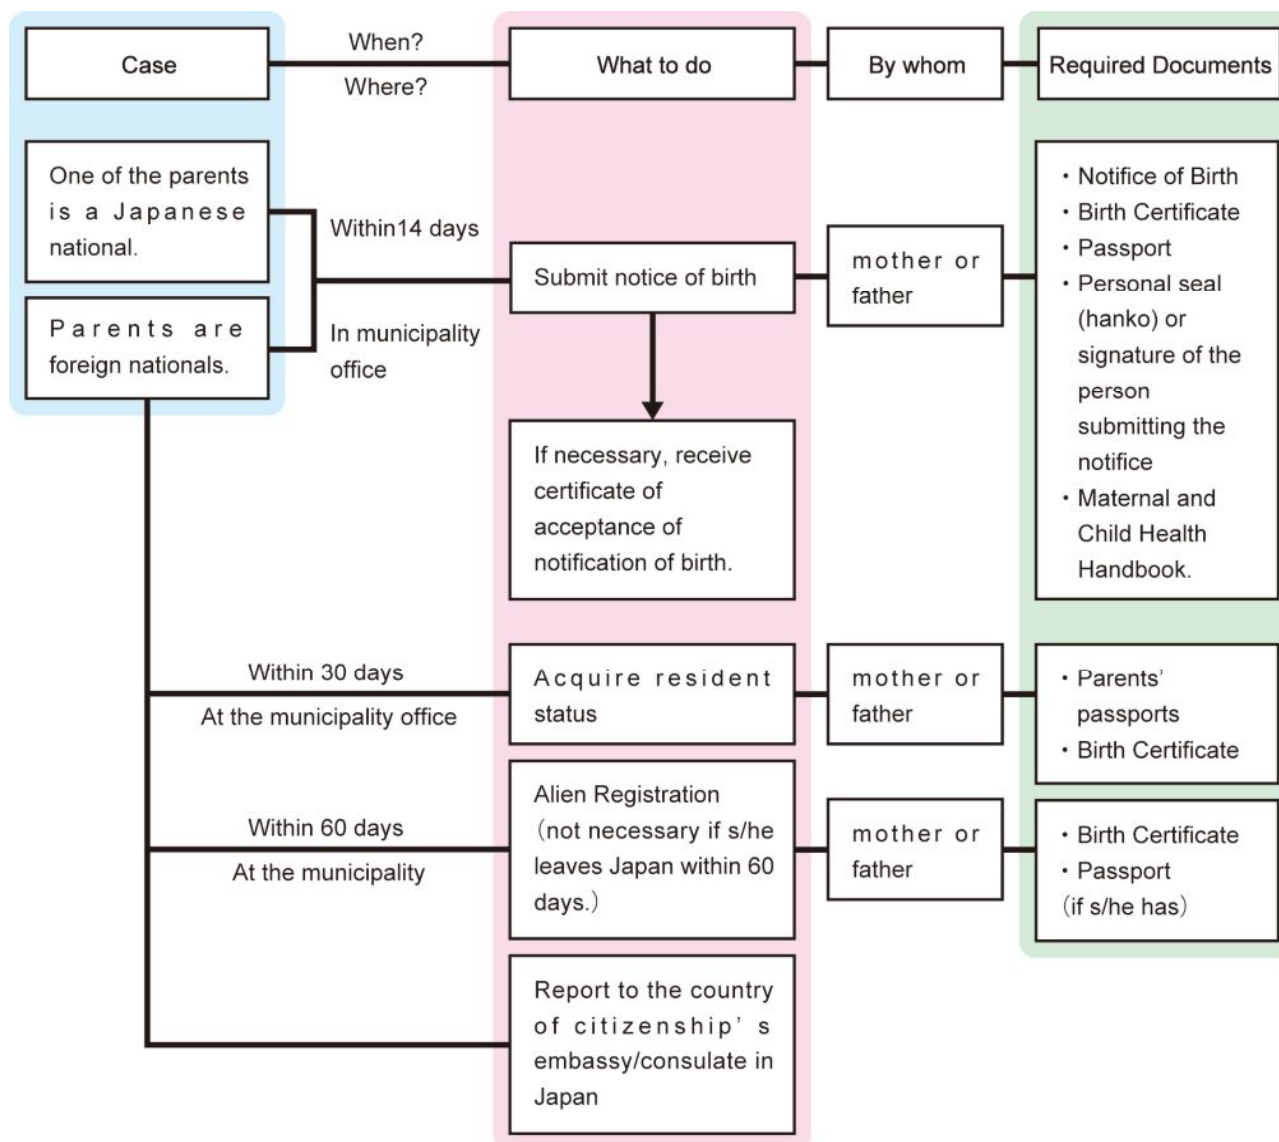 Case
When?
Where?
What to do
By whom
Required Documents
One of the parents
is a Japanese
national.
Parents are
foreign nationals.
Within14 days
In municipality
office
Submit notice of birth
mother or
father
・Notifice of Birth
・Birth Certificate
・Passport
・Personal seal
(hanko) or
signature of the
person
submitting the
notifice
・Maternal and
Child Health
Handbook.
If necessary, receive
certificate of
acceptance of
notification of birth.
Within 30 days
At the municipality office
Acquire resident
status
mother or
father
・Parents’
passports
・Birth Certificate
Within 60 days
At the municipality
Alien Registration
（not necessary if s/he
leaves Japan within 60
days.）
mother or
father
・Birth Certificate
・Passport
（if s/he has）
Report to the country
of citizenship’ s
embassy/consulate in
Japan